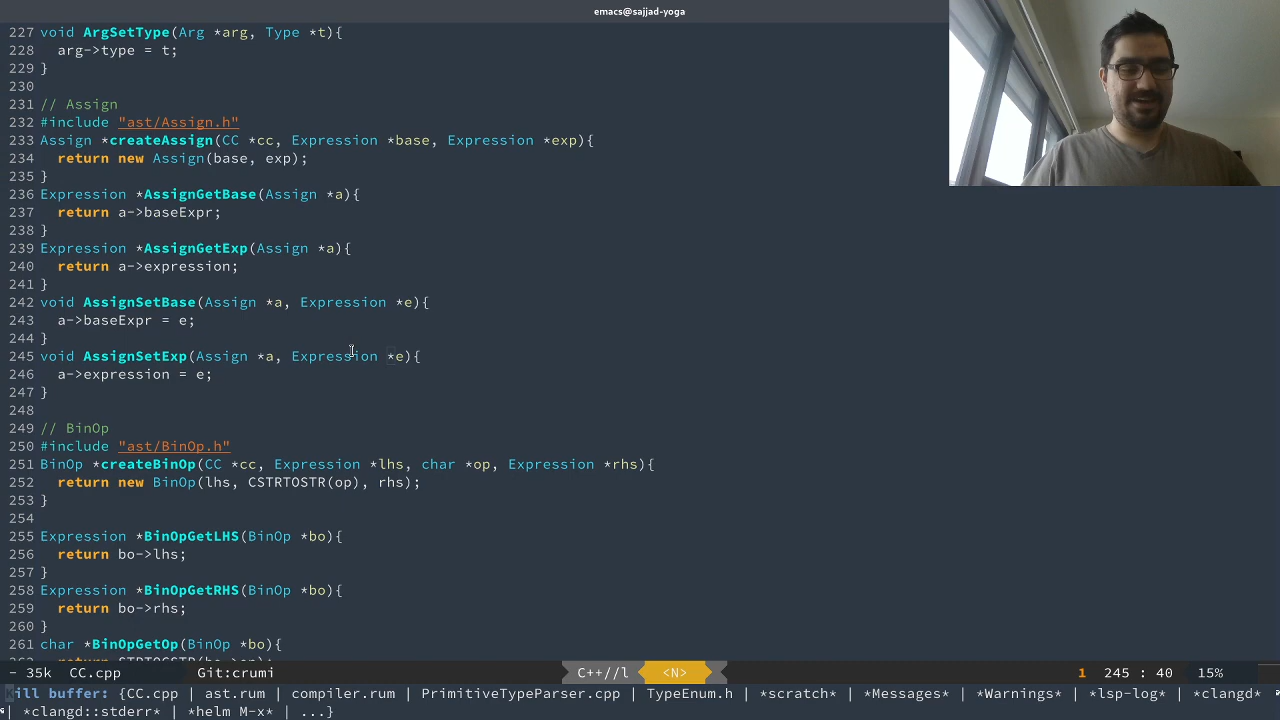 emacs@sajjad-yoga
227 void ArgSetType(Arg *arg, Type *t){
228   arg->type = t;
229 }
230
231 // Assign
232 #include "ast/Assign.h"
233 Assign *createAssign(CC *cc, Expression *base, Expression *exp){
234   return new Assign(base, exp);
235 }
236 Expression *AssignGetBase(Assign *a){
237   return a->baseExpr;
238 }
239 Expression *AssignGetExp(Assign *a){
240   return a->expression;
241 }
242 void AssignSetBase(Assign *a, Expression *e){
243   a->baseExpr = e;
244 }
245 void AssignSetExp(Assign *a, Expression *e){
246   a->expression = e;
247 }
248
249 // BinOp
250 #include "ast/BinOp.h"
251 BinOp *createBinOp(CC *cc, Expression *lhs, char *op, Expression *rhs){
252   return new BinOp(lhs, CSTRTOSTR(op), rhs);
253 }
254
255 Expression *BinOpGetLHS(BinOp *bo){
256   return bo->lhs;
257 }
258 Expression *BinOpGetRHS(BinOp *bo){
259   return bo->rhs;
260 }
261 char *BinOpGetOp(BinOp *bo){
- 35k CC.cpp Git:crumi C++//l <N> 1 245 : 40 15%
kill buffer: {CC.cpp | ast.rum | compiler.rum | PrimitiveTypeParser.cpp | TypeEnum.h | *scratch* | *Messages* | *Warnings* | *lsp-log* | *clangd*
*clangd::stderr* | *helm M-x* | ...}